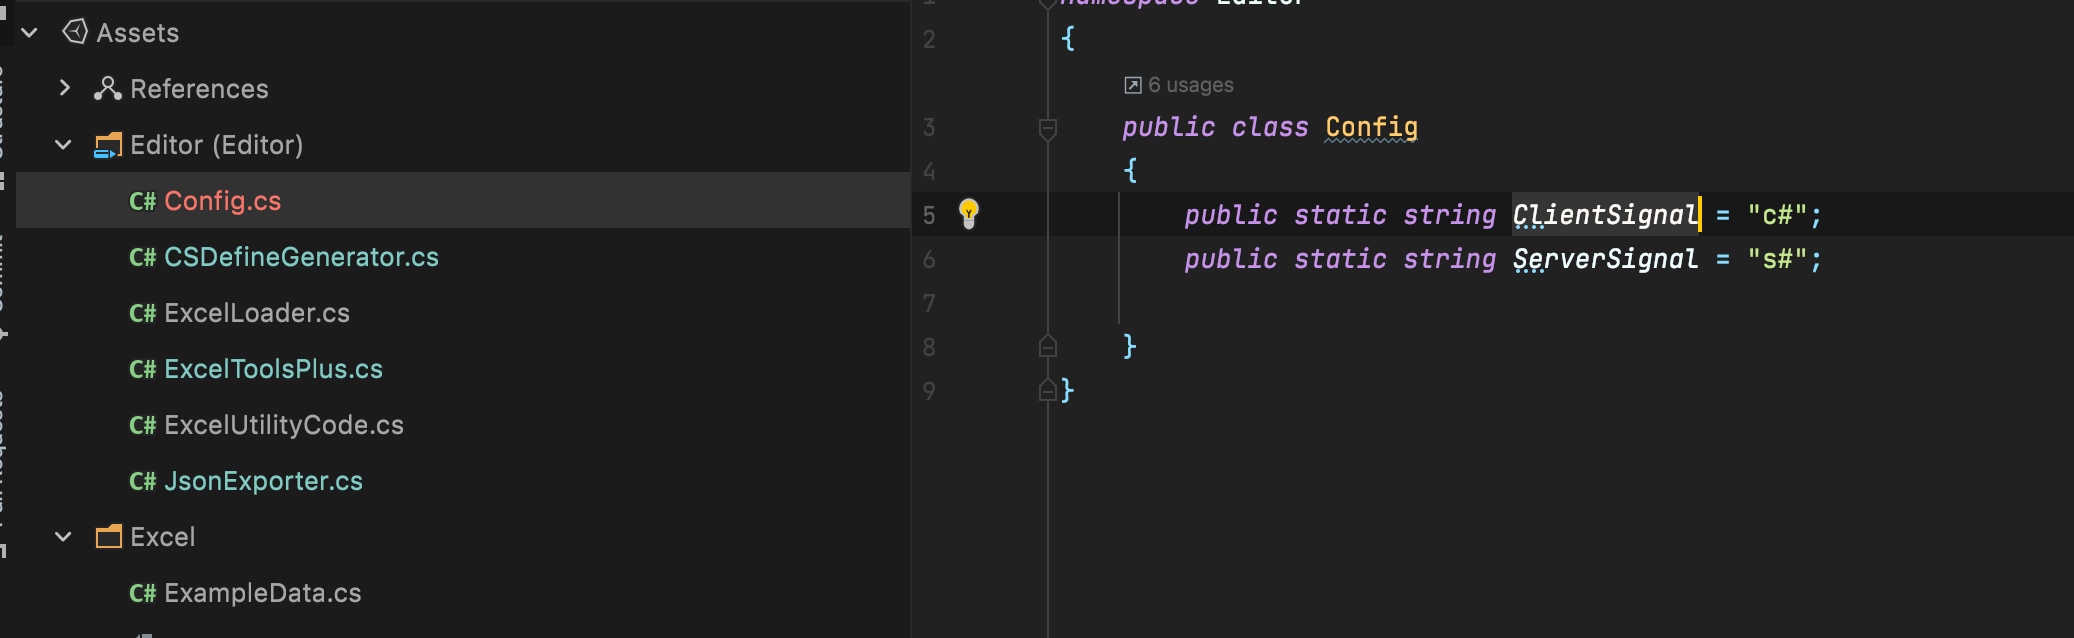 Assets
References
Editor (Editor)
C# Config.cs
C# CSDefineGenerator.cs
C# ExcelLoader.cs
C# ExcelToolsPlus.cs
C# ExcelUtilityCode.cs
C# JsonExporter.cs
Excel
C# ExampleData.cs
1 namespace Editor
2 {
6 usages
3 public class Config
4 {
5 public static string ClientSignal = "c#";
6 public static string ServerSignal = "s#";
7
8 }
9 }